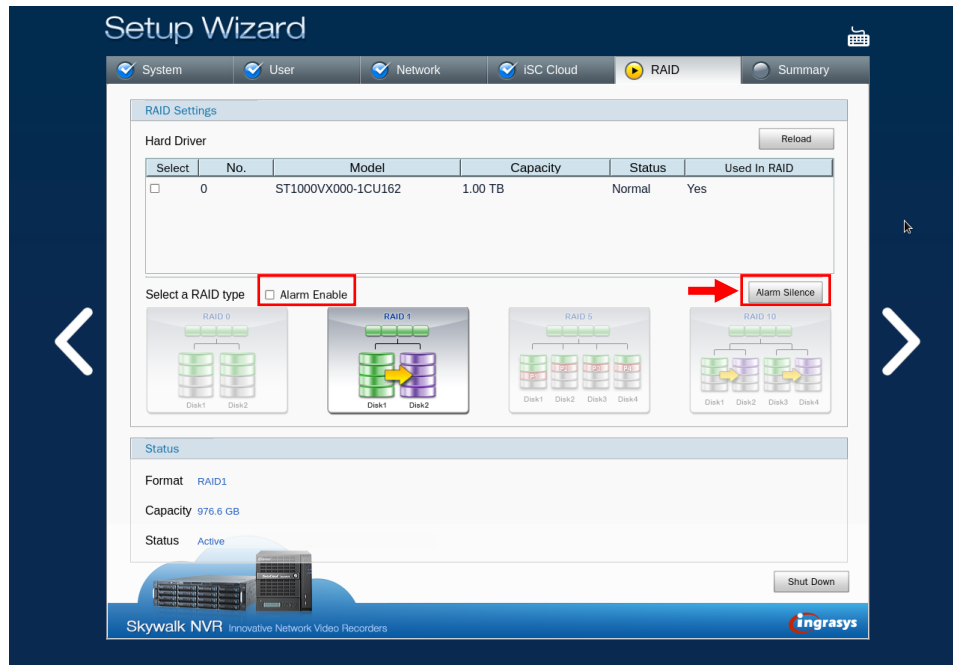 Setup Wizard
System User Network iSC Cloud RAID Summary
RAID Settings
Hard Driver Reload
Select No. Model Capacity Status Used In RAID
0 ST1000VX000-1CU162 1.00 TB Normal Yes
Select a RAID type Alarm Enable Alarm Silence
RAID 0 RAID 1 RAID 5 RAID 10
Disk1 Disk2 Disk1 Disk2 Disk1 Disk2 Disk3 Disk4 Disk1 Disk2 Disk3 Disk4
Status
Format RAID1
Capacity 976.6 GB
Status Active
Shut Down
Skywalk NVR Innovative Network Video Recorders ingrasys